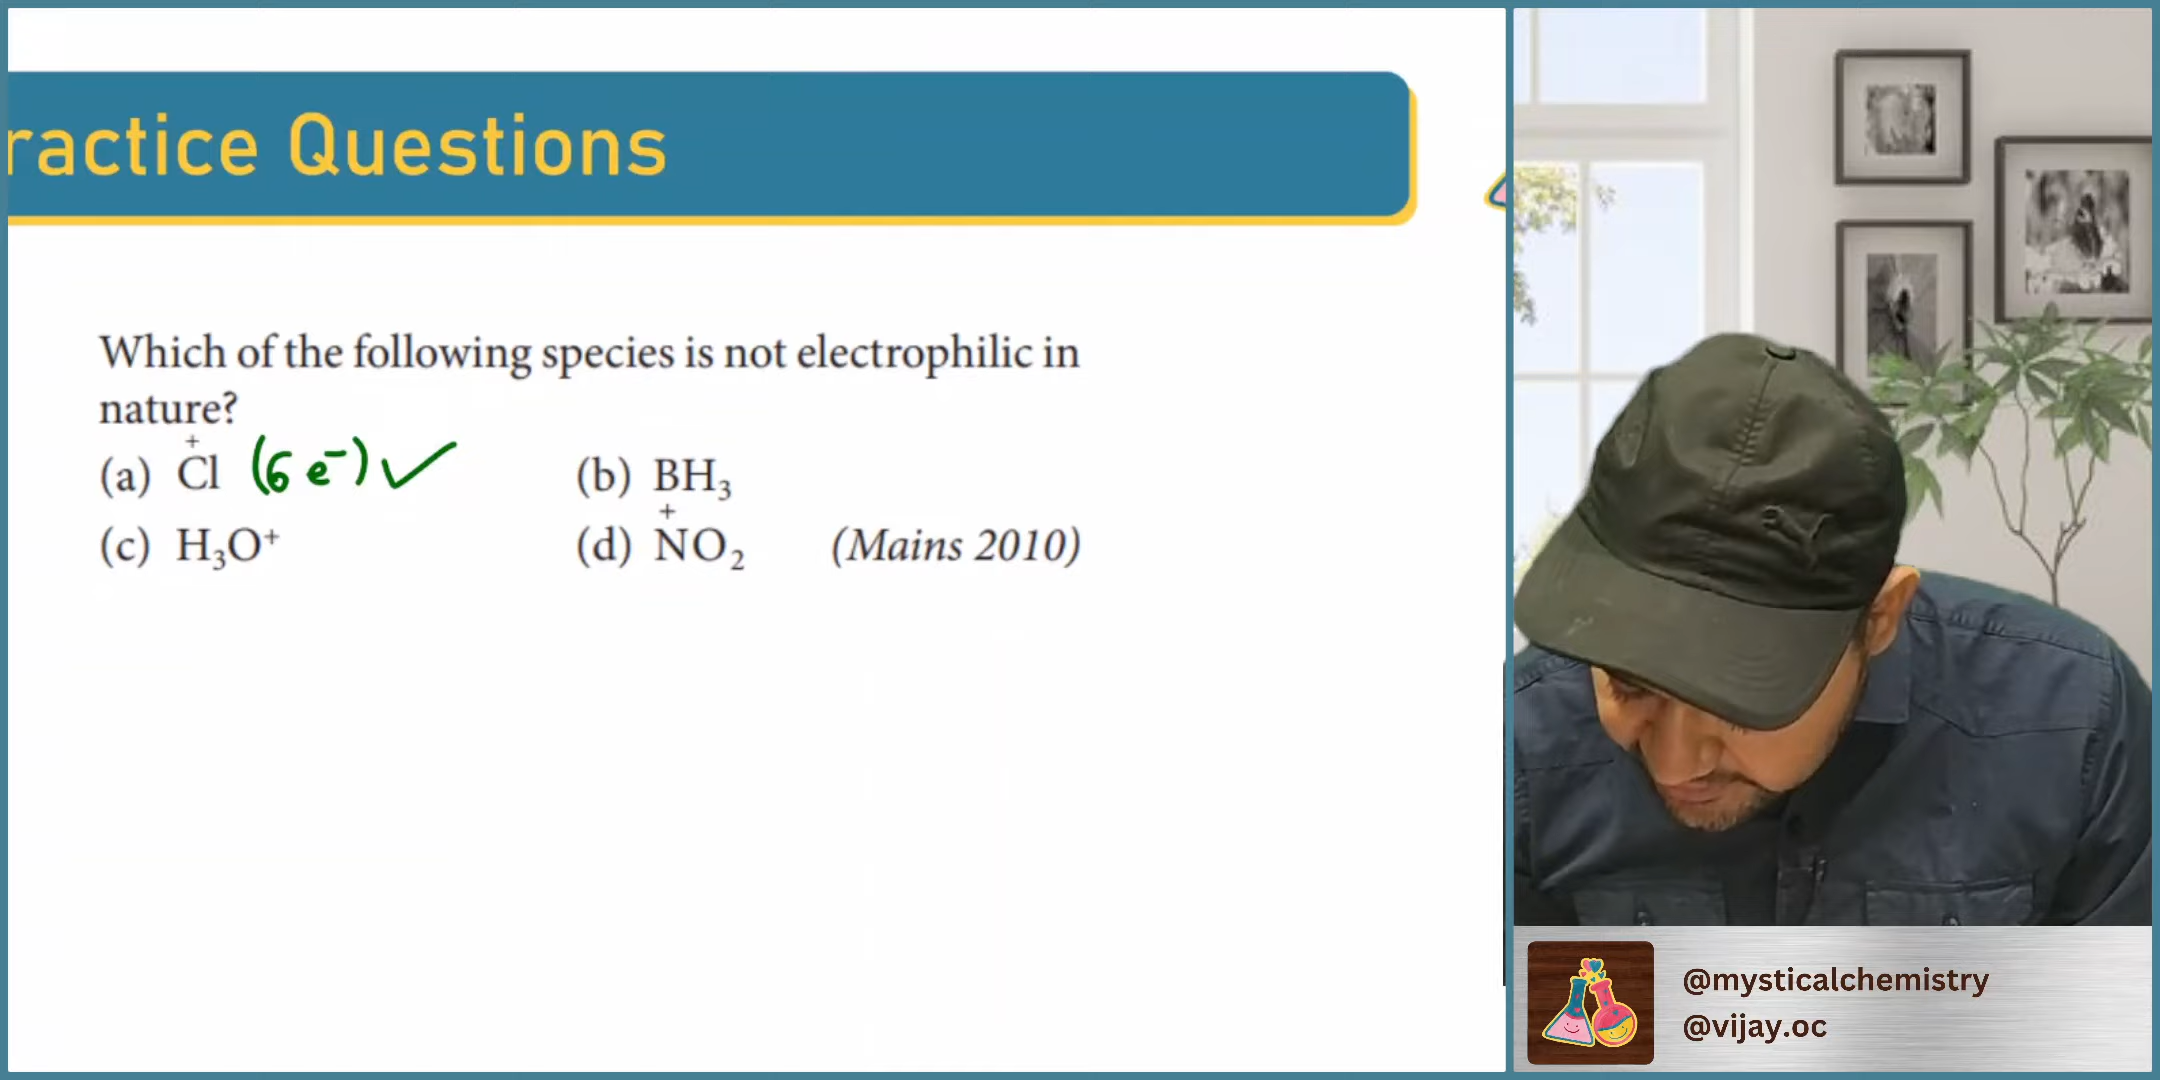 ractice Questions
Which of the following species is not electrophilic in
nature?
(a) C̟l⁺ (6 e⁻) ✓ (b) BH₃
(c) H₃O⁺ (d) N⁺O₂ (Mains 2010)
@mysticalchemistry
@vijay.oc